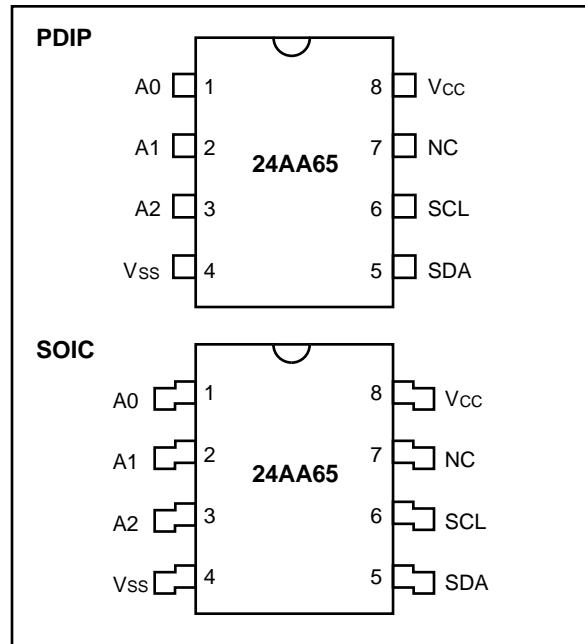 PDIP
A0 1 8 VCC
A1 2 7 NC
24AA65
A2 3 6 SCL
VSS 4 5 SDA
SOIC
A0 1 8 VCC
A1 2 7 NC
24AA65
A2 3 6 SCL
VSS 4 5 SDA